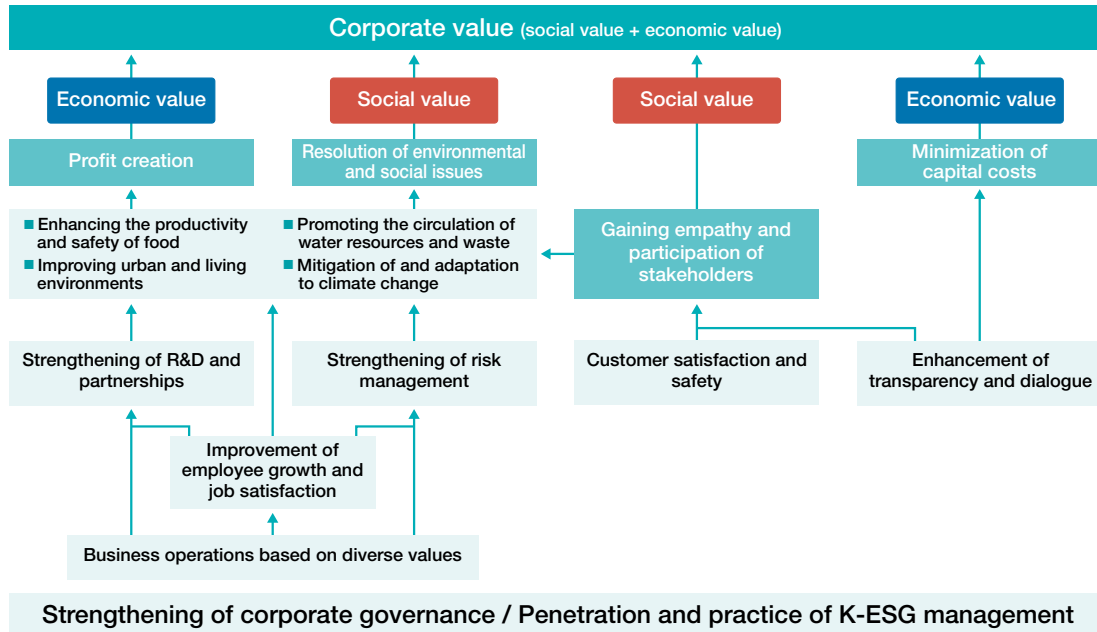 Corporate value (social value + economic value)
Economic value
Social value
Social value
Economic value
Profit creation
Resolution of environmental
and social issues
Minimization of
capital costs
Enhancing the productivity
and safety of food
Improving urban and living
environments
Promoting the circulation of
water resources and waste
Mitigation of and adaptation
to climate change
Gaining empathy and
participation of
stakeholders
Strengthening of R&D and
partnerships
Strengthening of risk
management
Customer satisfaction and
safety
Enhancement of
transparency and dialogue
Improvement of
employee growth and
job satisfaction
Business operations based on diverse values
Strengthening of corporate governance / Penetration and practice of K-ESG management